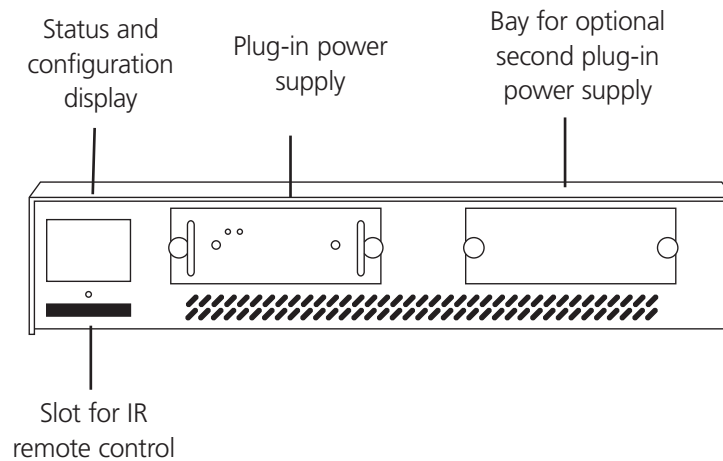 Status and
configuration
display
Plug-in power
supply
Bay for optional
second plug-in
power supply
Slot for IR
remote control